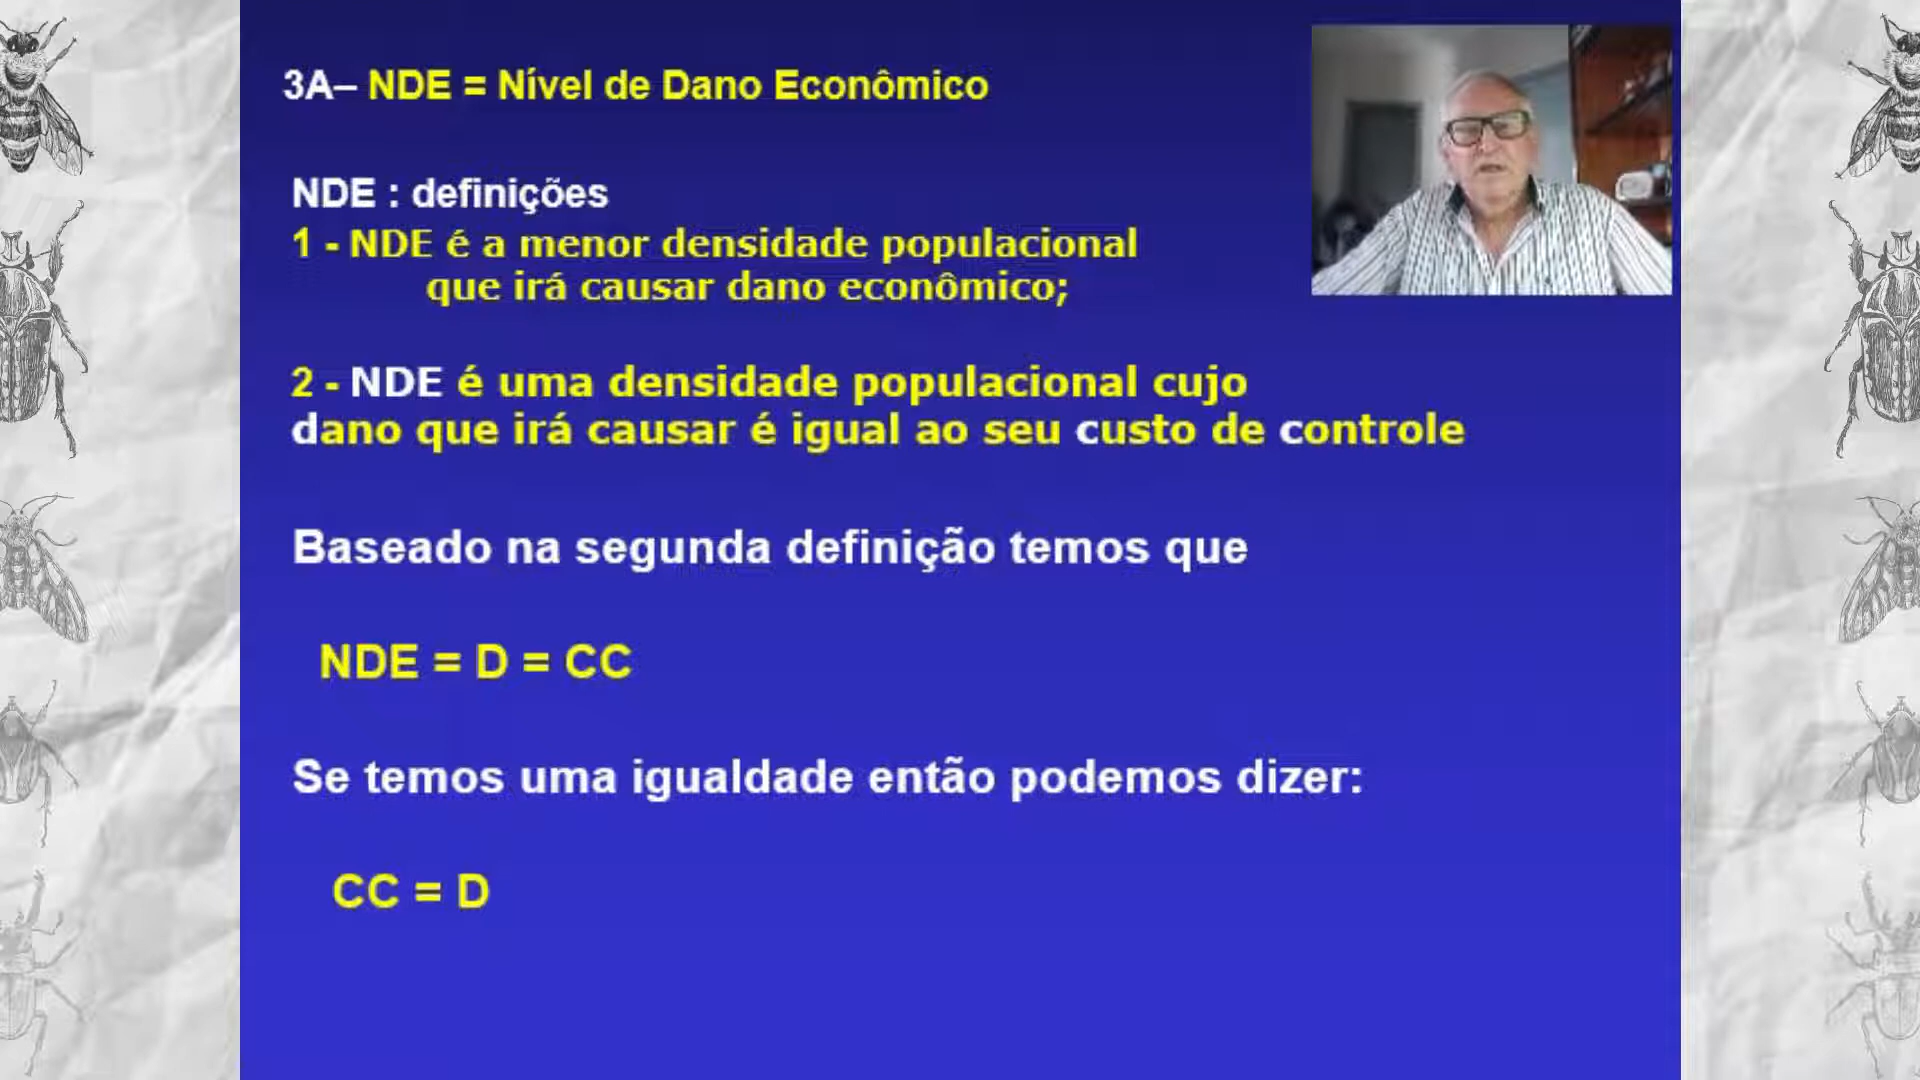 3A– NDE = Nível de Dano Econômico
NDE : definições
1 - NDE é a menor densidade populacional
que irá causar dano econômico;
2 - NDE é uma densidade populacional cujo
dano que irá causar é igual ao seu custo de controle
Baseado na segunda definição temos que
NDE = D = CC
Se temos uma igualdade então podemos dizer:
CC = D